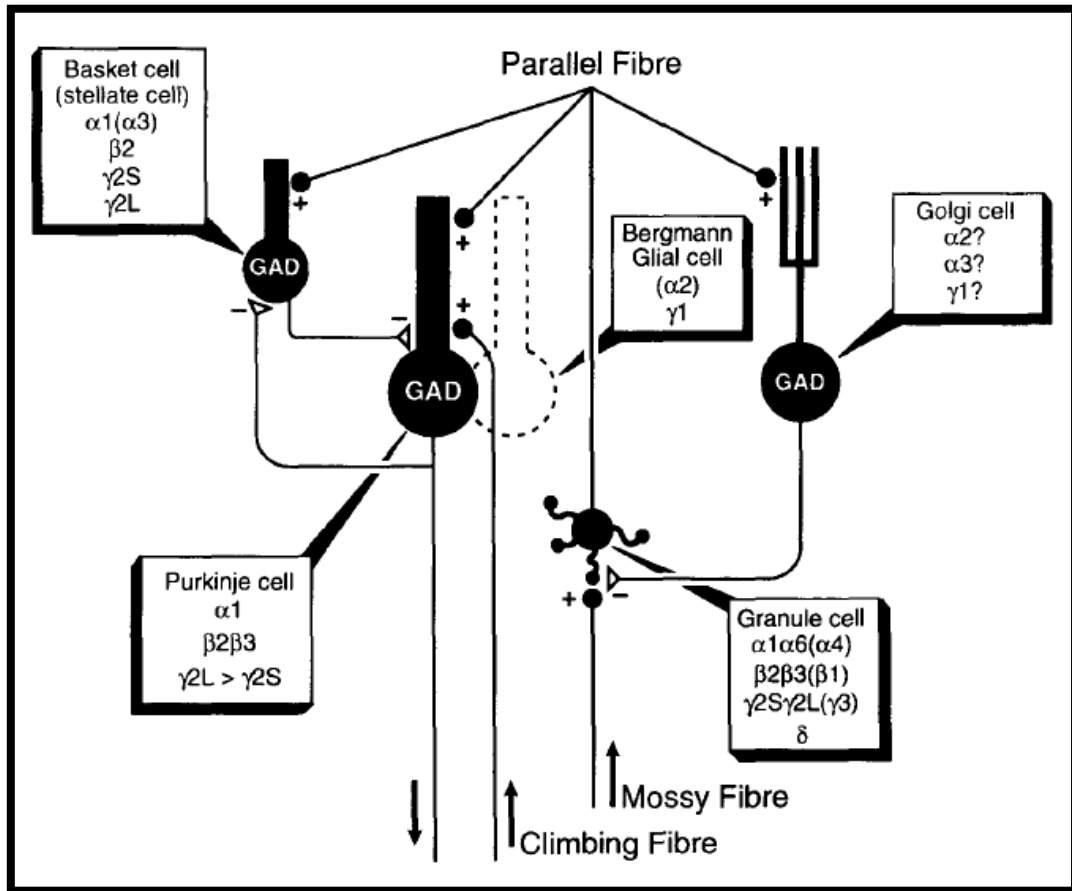 Parallel Fibre
Basket cell
(stellate cell)
α1(α3)
β2
γ2S
γ2L
+
GAD
−
−
+
+
GAD
Bergmann
Glial cell
(α2)
γ1
+
Golgi cell
α2?
α3?
γ1?
GAD
Purkinje cell
α1
β2β3
γ2L > γ2S
+
−
Granule cell
α1α6(α4)
β2β3(β1)
γ2Sγ2L(γ3)
δ
Mossy Fibre
Climbing Fibre